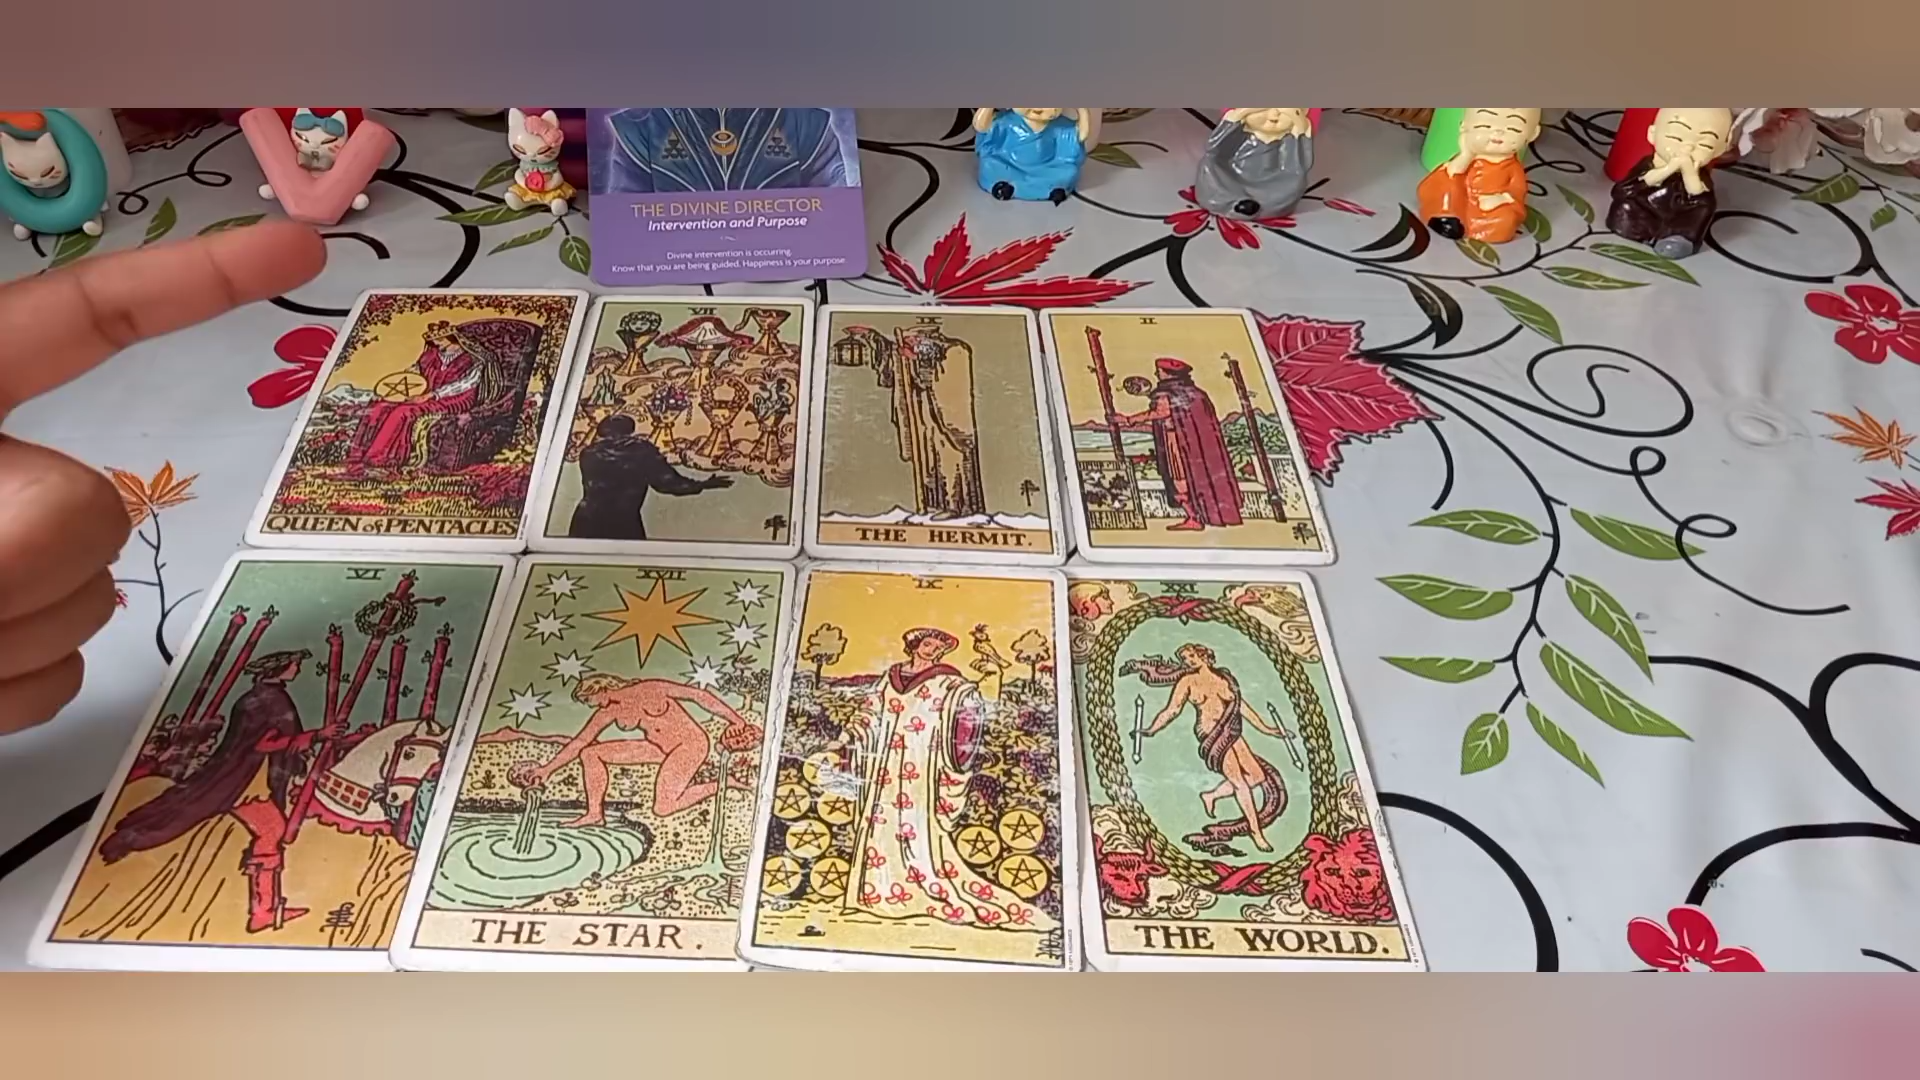 THE DIVINE DIRECTOR
Intervention and Purpose
Divine intervention is occurring.
Know that you are being guided. Happiness is your purpose.
QUEEN of PENTACLES
VII
IX
THE HERMIT.
II
VI
XVII
THE STAR.
IX
XXI
THE WORLD.